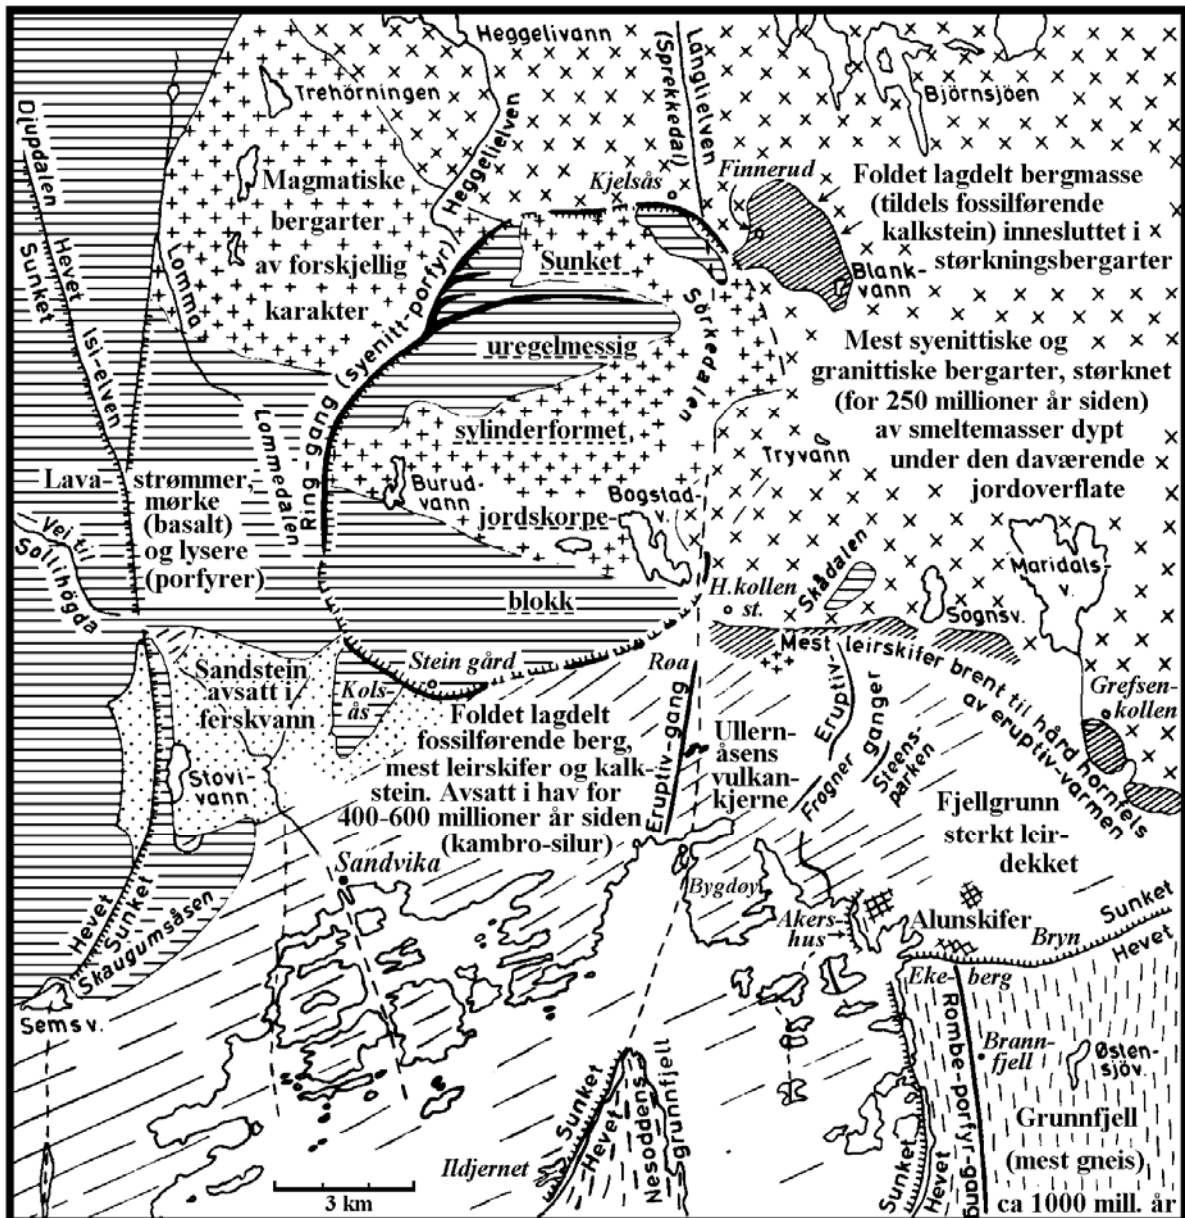 Heggelivann
Trehörningen
Björnsjöen
Langlielven
(Sprekkedal)
Heggelielven
Kjelsås
Finnerud
Foldet lagdelt bergmasse
(tildels fossilførende
kalkstein) innesluttet i
størkningsbergarter
Blank-
vann
Djupdalen
Hevet
Sunket
Isi-elven
Lomma
Lommedalen
Magmatiske
bergarter
av forskjellig
karakter
Ring-gang (syenitt-porfyr)
Sunket
uregelmessig
sylinderformet
jordskorpe-
blokk
Sörkedalen
Mest syenittiske og
granittiske bergarter, størknet
(for 250 millioner år siden)
av smeltemasser dypt
under den daværende
jordoverflate
Tryvann
Burud-
vann
Bogstad-
v.
Lava-
strømmer,
mørke
(basalt)
og lysere
(porfyrer)
Vei til
Sollihögda
H.kollen
st.
Skådalen
Sognsv.
Maridals-
v.
Sandstein
avsatt i
ferskvann
Kols-
ås
Stein gård
Røa
Mest leirskifer brent til hård hornfels
av eruptiv-varmen
Grefsen-
kollen
Stovi-
vann
Foldet lagdelt
fossilførende berg,
mest leirskifer og kalk-
stein. Avsatt i hav for
400-600 millioner år siden
(kambro-silur)
Eruptiv-gang
Ullern-
åsens
vulkan-
kjerne
Eruptiv-
ganger
Frogner
Steens-
parken
Fjellgrunn
sterkt leir-
dekket
Sandvika
Bygdøy
Akers-
hus
Alunskifer
Bryn
Sunket
Hevet
Hevet
Sunket
Skaugumsåsen
Semsv.
Eke-
berg
Rombe-porfyr-gang
Brann-
fjell
Østen-
sjöv.
Sunket
Hevet
Nesoddens
grunnfjell
Ildjernet
Sunket
Hevet
Grunnfjell
(mest gneis)
ca 1000 mill. år
3 km